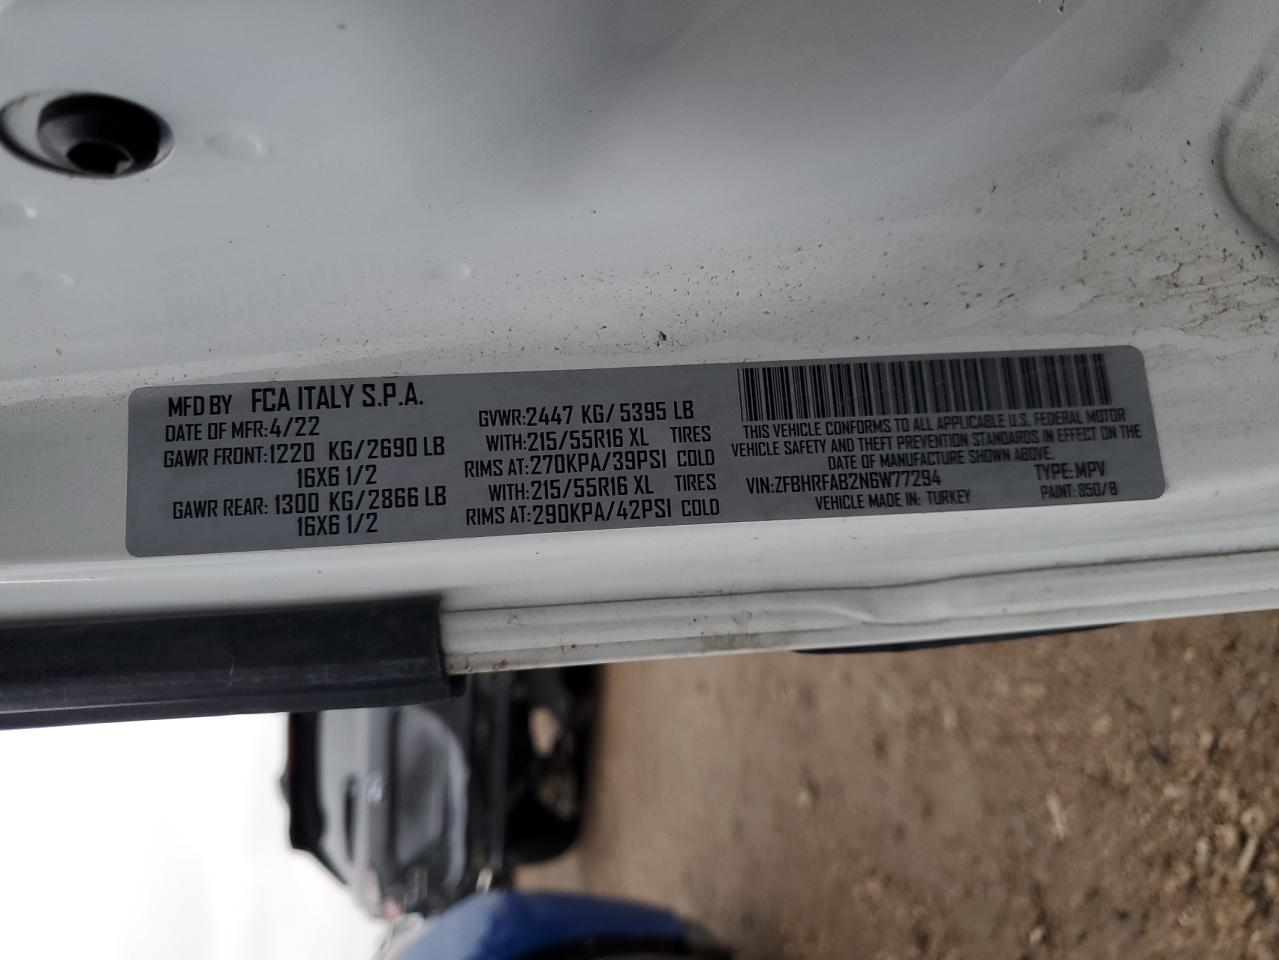 MFD BY FCA ITALY S.P.A.
DATE OF MFR: 4/22
GAWR FRONT: 1220 KG/2690 LB
16X6 1/2
GAWR REAR: 1300 KG/2866 LB
16X6 1/2
GVWR: 2447 KG/5395 LB
WITH: 215/55R16 XL TIRES
RIMS AT: 270KPA/39PSI COLD
WITH: 215/55R16 XL TIRES
RIMS AT: 290KPA/42PSI COLD
THIS VEHICLE CONFORMS TO ALL APPLICABLE U.S. FEDERAL MOTOR
VEHICLE SAFETY AND THEFT PREVENTION STANDARDS IN EFFECT ON THE
DATE OF MANUFACTURE SHOWN ABOVE.
VIN: ZFBHRFAB2N6W77294 TYPE: MPV
VEHICLE MADE IN: TURKEY PAINT: 850/8